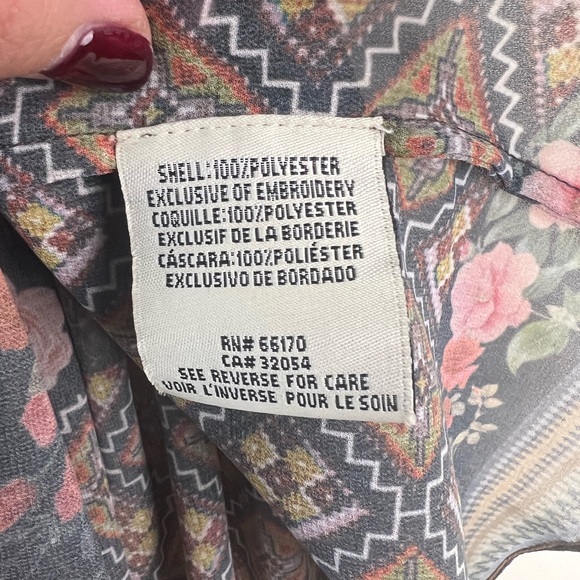 SHELL:100%POLYESTER
EXCLUSIVE OF EMBROIDERY
COQUILLE:100%POLYESTER
EXCLUSIF DE LA BORDERIE
CÁSCARA:100%POLIÉSTER
EXCLUSIVO DE BORDADO
RN# 66170
CA# 32054
SEE REVERSE FOR CARE
VOIR L'INVERSE POUR LE SOIN